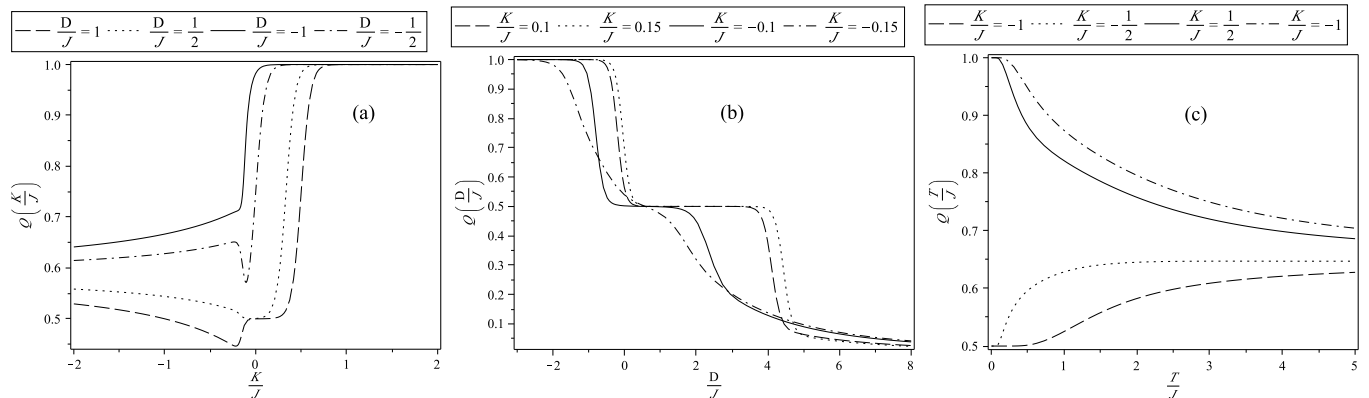 D/J = 1 D/J = 1/2 D/J = -1 D/J = -1/2
K/J = 0.1 K/J = 0.15 K/J = -0.1 K/J = -0.15
K/J = -1 K/J = -1/2 K/J = 1/2 K/J = -1
(a)
Q(K/J)
1.0
0.9
0.8
0.7
0.6
0.5
-2 -1 0 1 2
K/J
(b)
Q(D/J)
1.0
0.9
0.8
0.7
0.6
0.5
0.4
0.3
0.2
0.1
-2 0 2 4 6 8
D/J
(c)
Q(T/J)
1.0
0.9
0.8
0.7
0.6
0.5
0 1 2 3 4 5
T/J